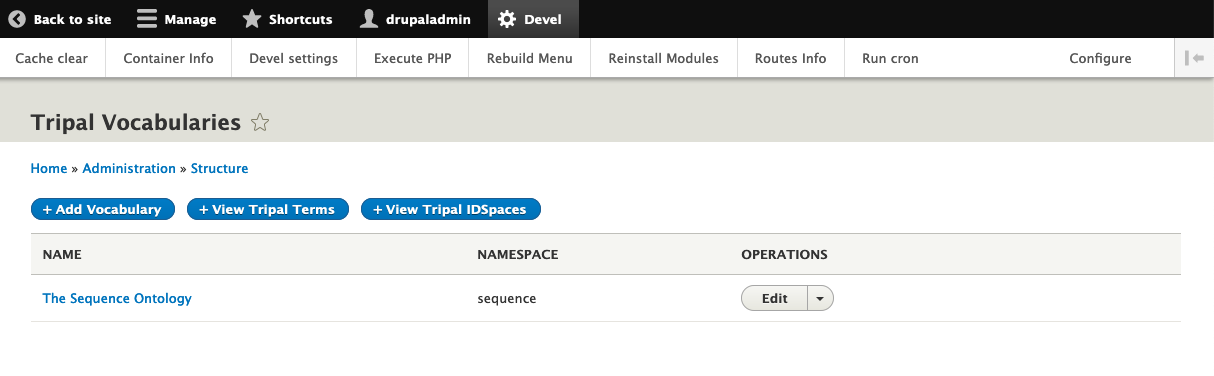 Back to site Manage Shortcuts drupaladmin Devel
Cache clear Container Info Devel settings Execute PHP Rebuild Menu Reinstall Modules Routes Info Run cron Configure
Tripal Vocabularies
Home » Administration » Structure
+ Add Vocabulary + View Tripal Terms + View Tripal IDSpaces
NAME NAMESPACE OPERATIONS
The Sequence Ontology sequence Edit